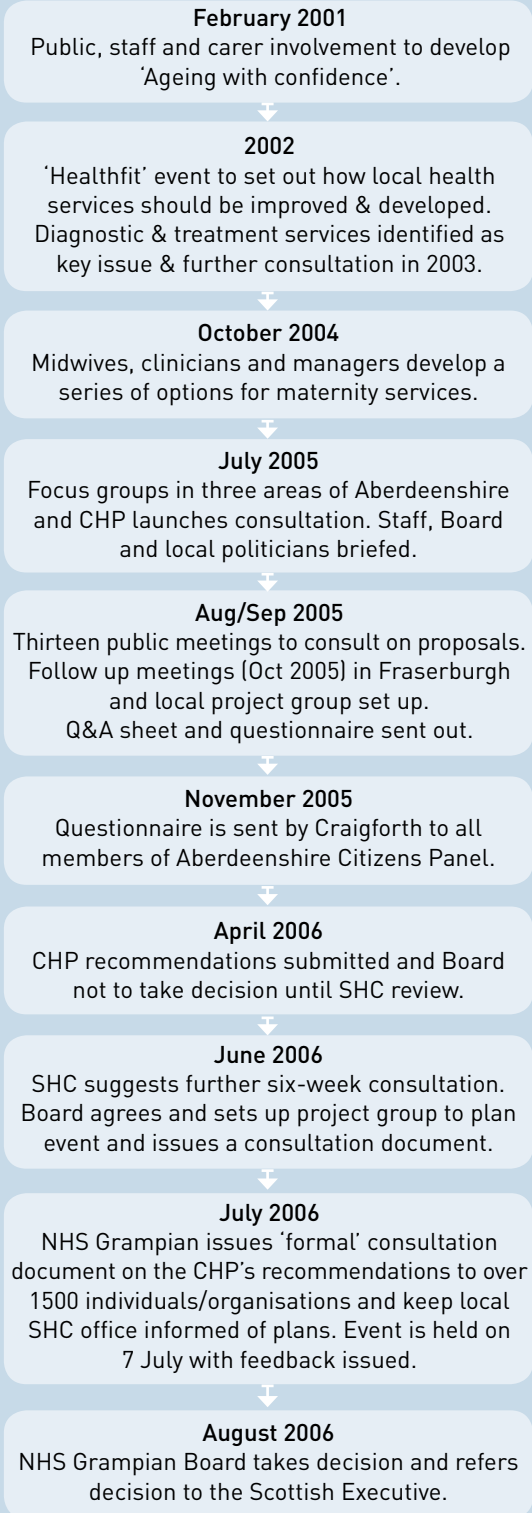 February 2001
Public, staff and carer involvement to develop
‘Ageing with confidence’.
2002
‘Healthfit’ event to set out how local health
services should be improved & developed.
Diagnostic & treatment services identified as
key issue & further consultation in 2003.
October 2004
Midwives, clinicians and managers develop a
series of options for maternity services.
July 2005
Focus groups in three areas of Aberdeenshire
and CHP launches consultation. Staff, Board
and local politicians briefed.
Aug/Sep 2005
Thirteen public meetings to consult on proposals.
Follow up meetings (Oct 2005) in Fraserburgh
and local project group set up.
Q&A sheet and questionnaire sent out.
November 2005
Questionnaire is sent by Craigforth to all
members of Aberdeenshire Citizens Panel.
April 2006
CHP recommendations submitted and Board
not to take decision until SHC review.
June 2006
SHC suggests further six-week consultation.
Board agrees and sets up project group to plan
event and issues a consultation document.
July 2006
NHS Grampian issues ‘formal’ consultation
document on the CHP’s recommendations to over
1500 individuals/organisations and keep local
SHC office informed of plans. Event is held on
7 July with feedback issued.
August 2006
NHS Grampian Board takes decision and refers
decision to the Scottish Executive.